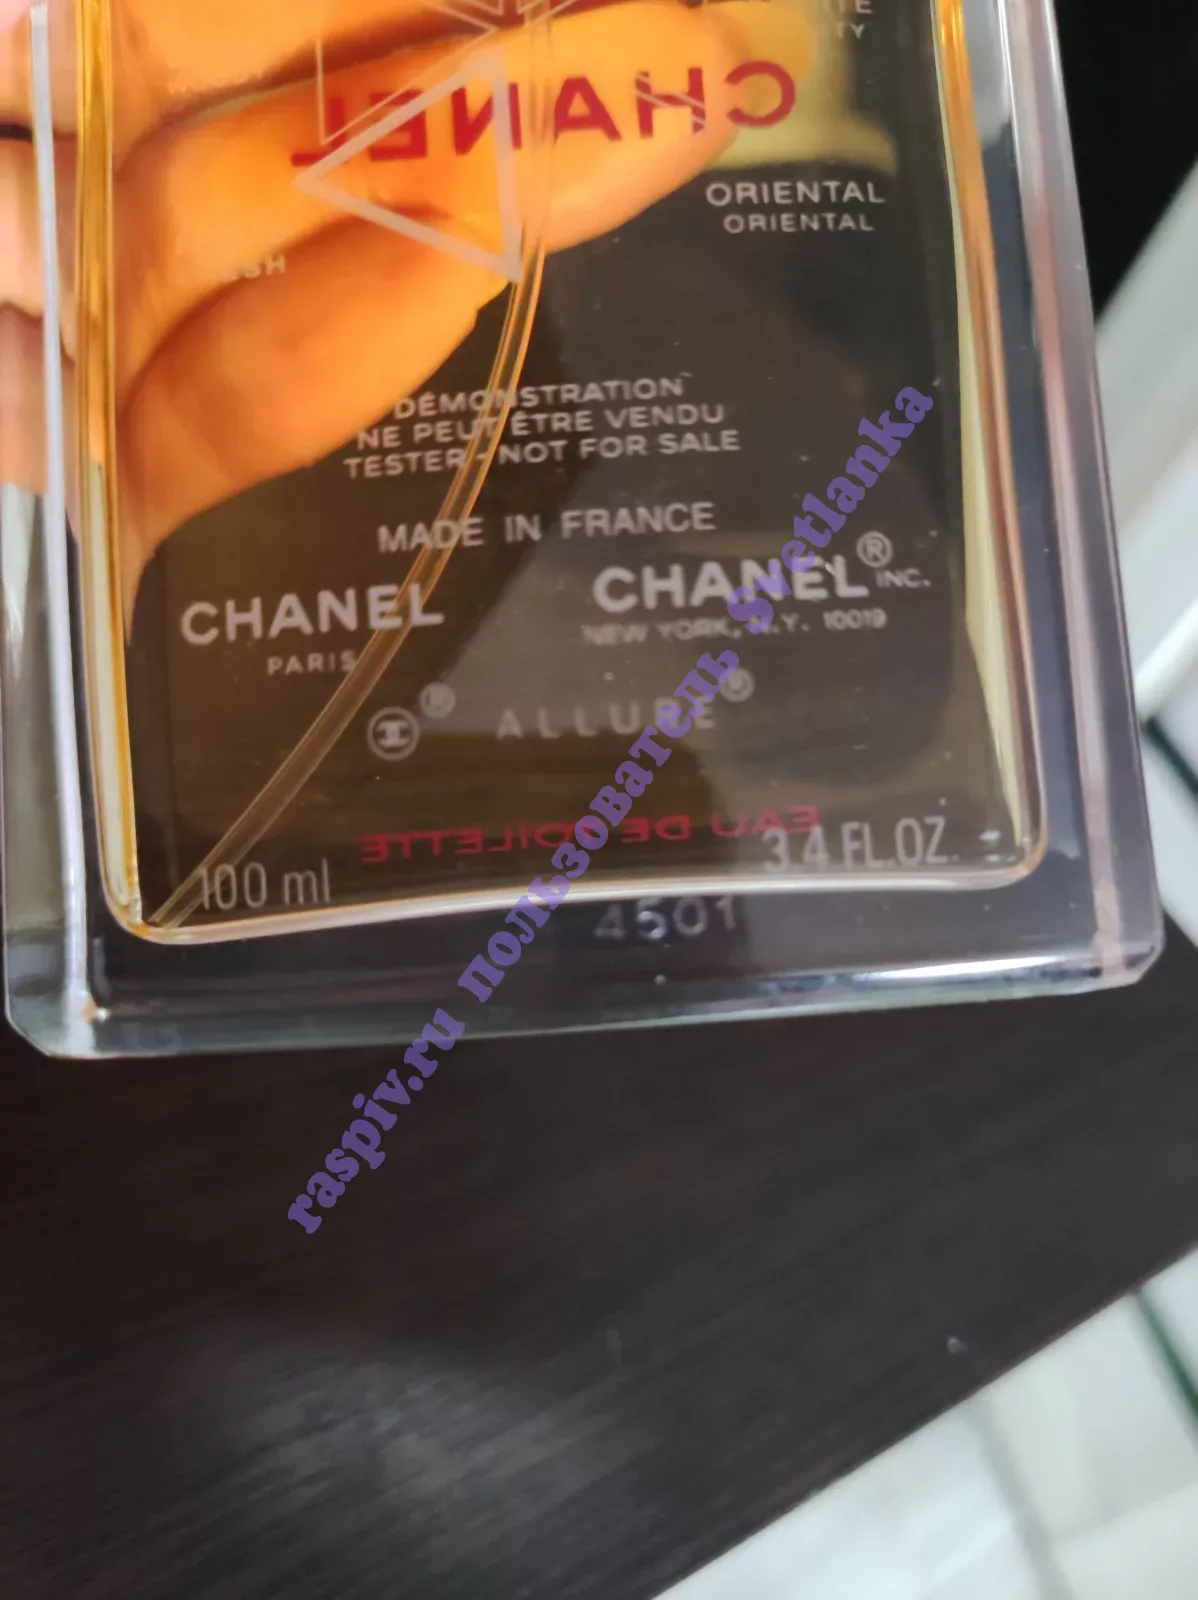 CHANEL
ORIENTAL
ORIENTAL
DÉMONSTRATION
NE PEUT ÊTRE VENDU
TESTER - NOT FOR SALE
MADE IN FRANCE
CHANEL
PARIS
CHANEL® INC.
NEW YORK, N.Y. 10019
® ALLURE ®
EAU DE TOILETTE
100 ml
3.4 FL.OZ.
4501
raspiv.ru пользователь Svetlanka